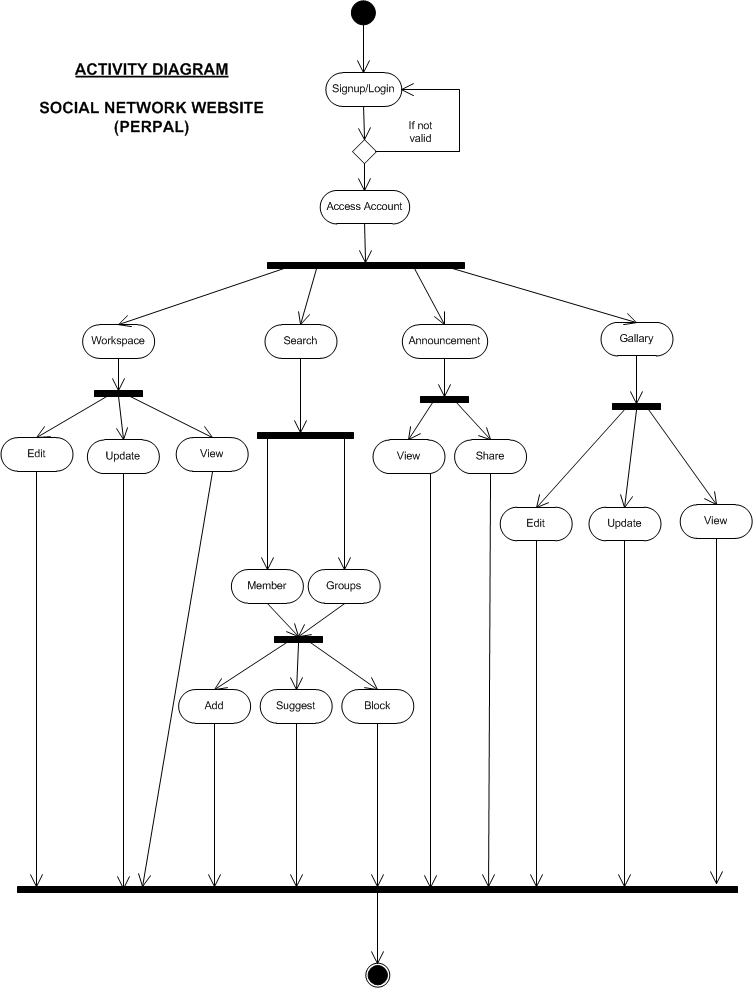 ACTIVITY DIAGRAM
SOCIAL NETWORK WEBSITE
(PERPAL)
Signup/Login
If not
valid
Access Account
Workspace
Search
Announcement
Gallary
Edit
Update
View
View
Share
Edit
Update
View
Member
Groups
Add
Suggest
Block